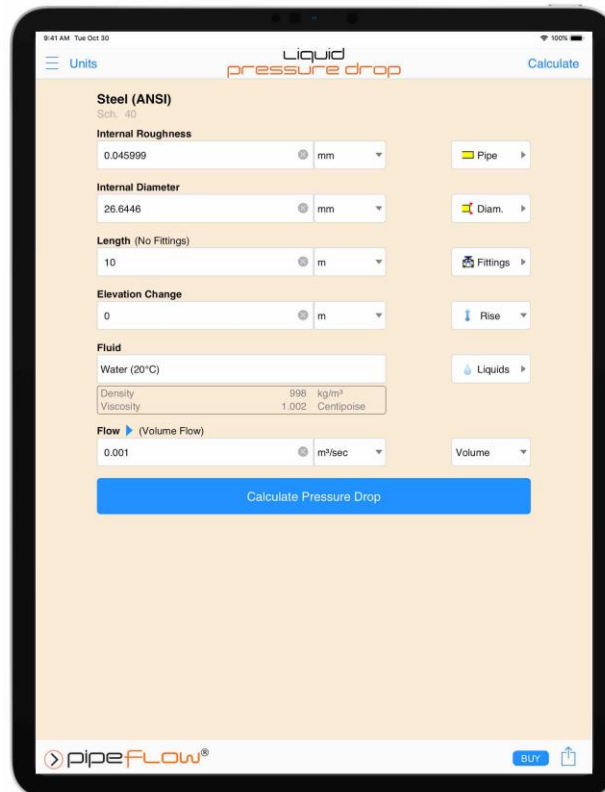 9:41 AM Tue Oct 30 100%
Units Liquid pressure drop Calculate
Steel (ANSI)
Sch. 40
Internal Roughness
0.045999 mm Pipe
Internal Diameter
26.6446 mm Diam.
Length (No Fittings)
10 m Fittings
Elevation Change
0 m Rise
Fluid
Water (20°C) Liquids
Density 998 kg/m³
Viscosity 1.002 Centipoise
Flow (Volume Flow)
0.001 m³/sec Volume
Calculate Pressure Drop
pipeFLOW® BUY